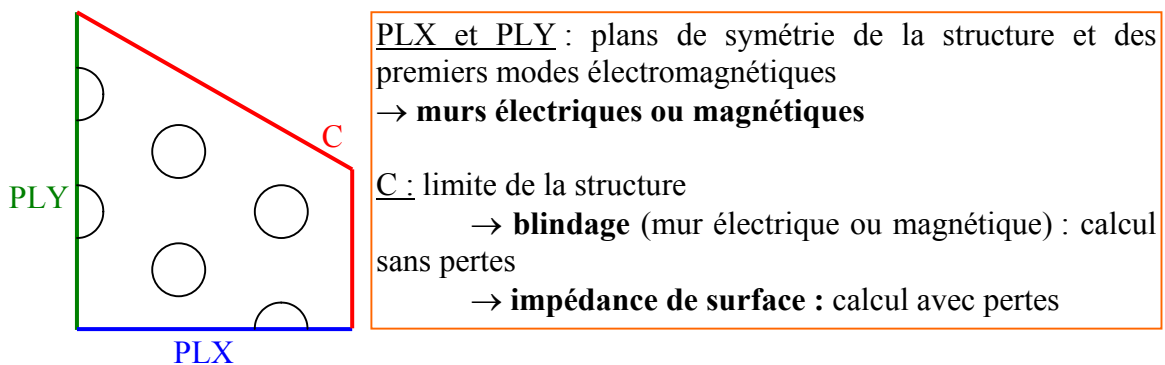 C
PLY
PLX
PLX et PLY : plans de symétrie de la structure et des
premiers modes électromagnétiques
→ murs électriques ou magnétiques
C : limite de la structure
→ blindage (mur électrique ou magnétique) : calcul
sans pertes
→ impédance de surface : calcul avec pertes